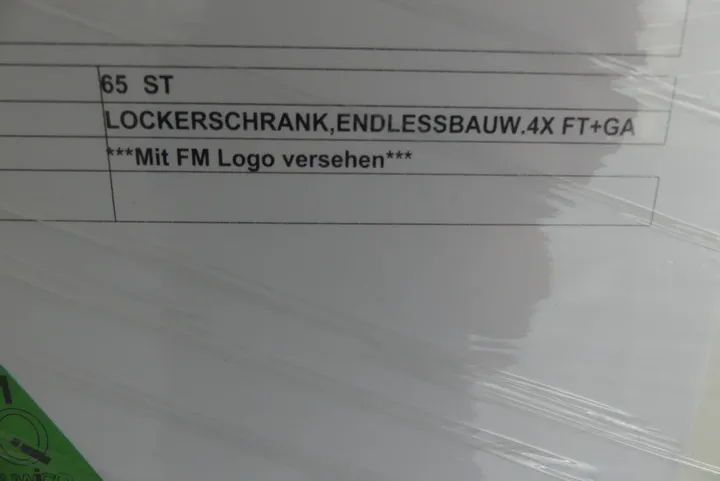 65 ST
LOCKERSCHRANK,ENDLESSBAUW.4X FT+GA
***Mit FM Logo versehen***